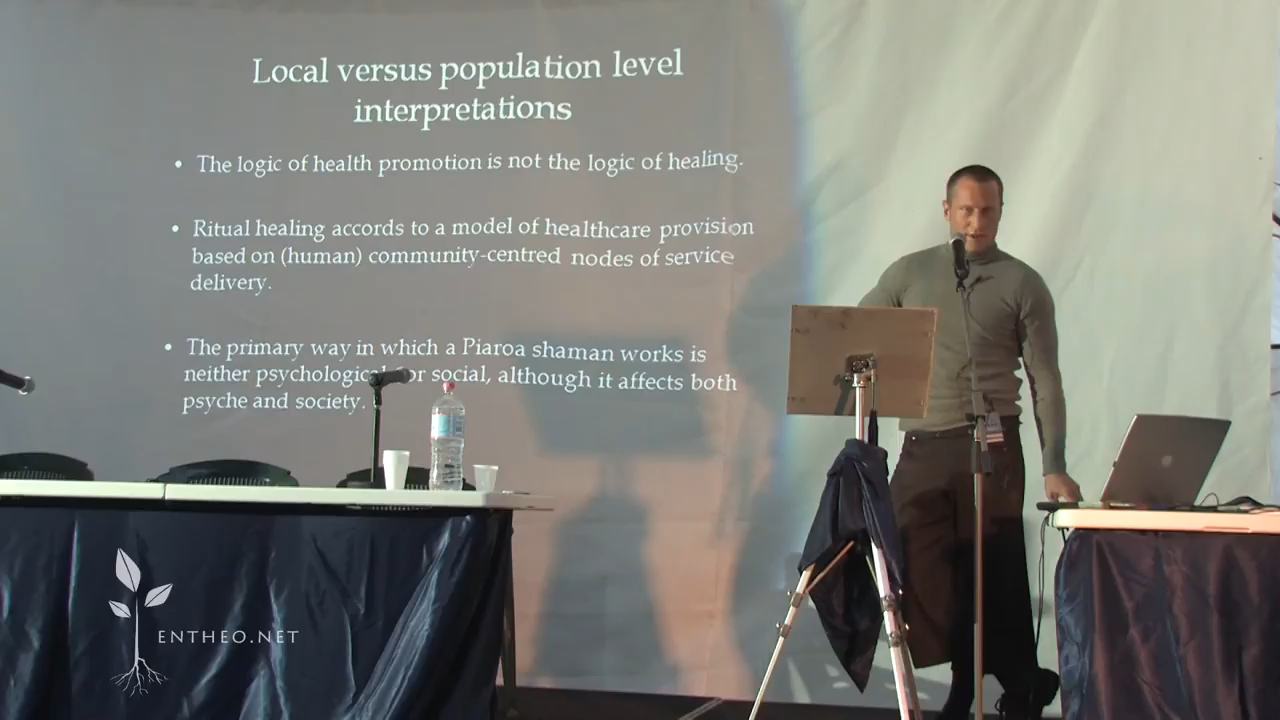 Local versus population level
interpretations
• The logic of health promotion is not the logic of healing.
• Ritual healing accords to a model of healthcare provision
based on (human) community-centred nodes of service
delivery.
• The primary way in which a Piaroa shaman works is
neither psychological or social, although it affects both
psyche and society.
ENTHEO.NET